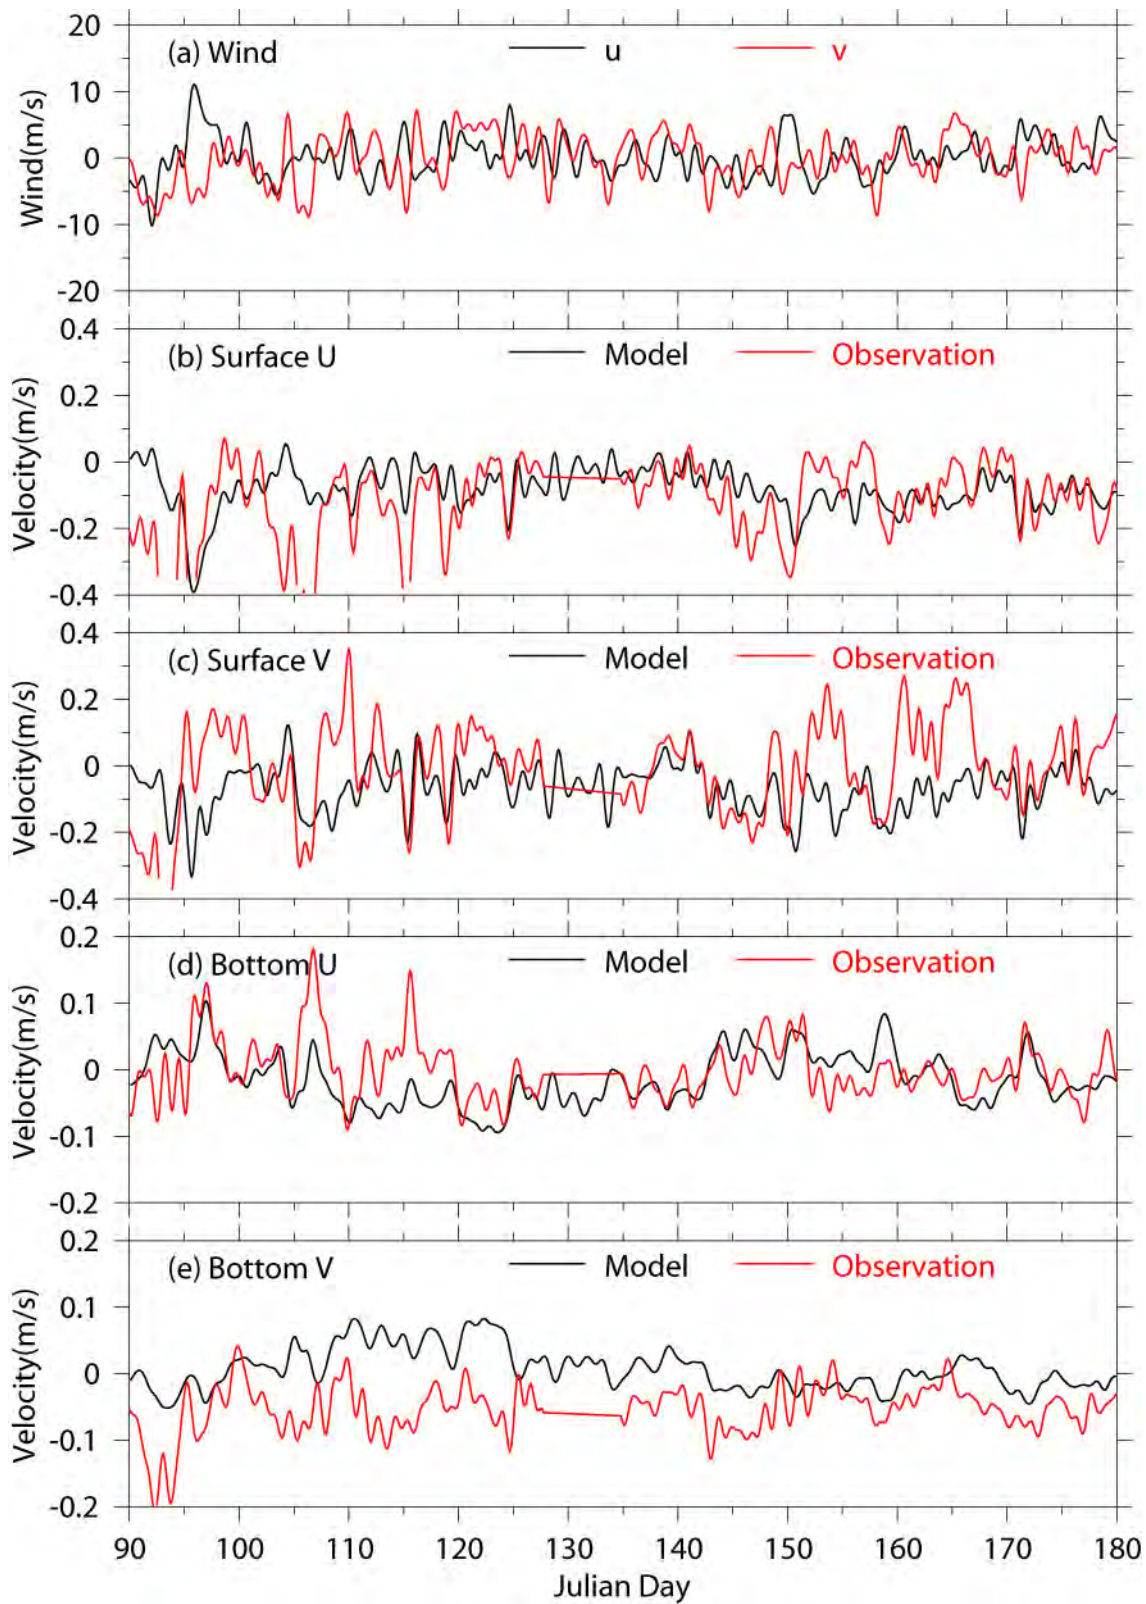 (a) Wind u v
Wind(m/s)
20
10
0
-10
-20
(b) Surface U Model Observation
Velocity(m/s)
0.4
0.2
0
-0.2
-0.4
(c) Surface V Model Observation
Velocity(m/s)
0.4
0.2
0
-0.2
-0.4
(d) Bottom U Model Observation
Velocity(m/s)
0.2
0.1
0
-0.1
-0.2
(e) Bottom V Model Observation
Velocity(m/s)
0.2
0.1
0
-0.1
-0.2
90 100 110 120 130 140 150 160 170 180
Julian Day